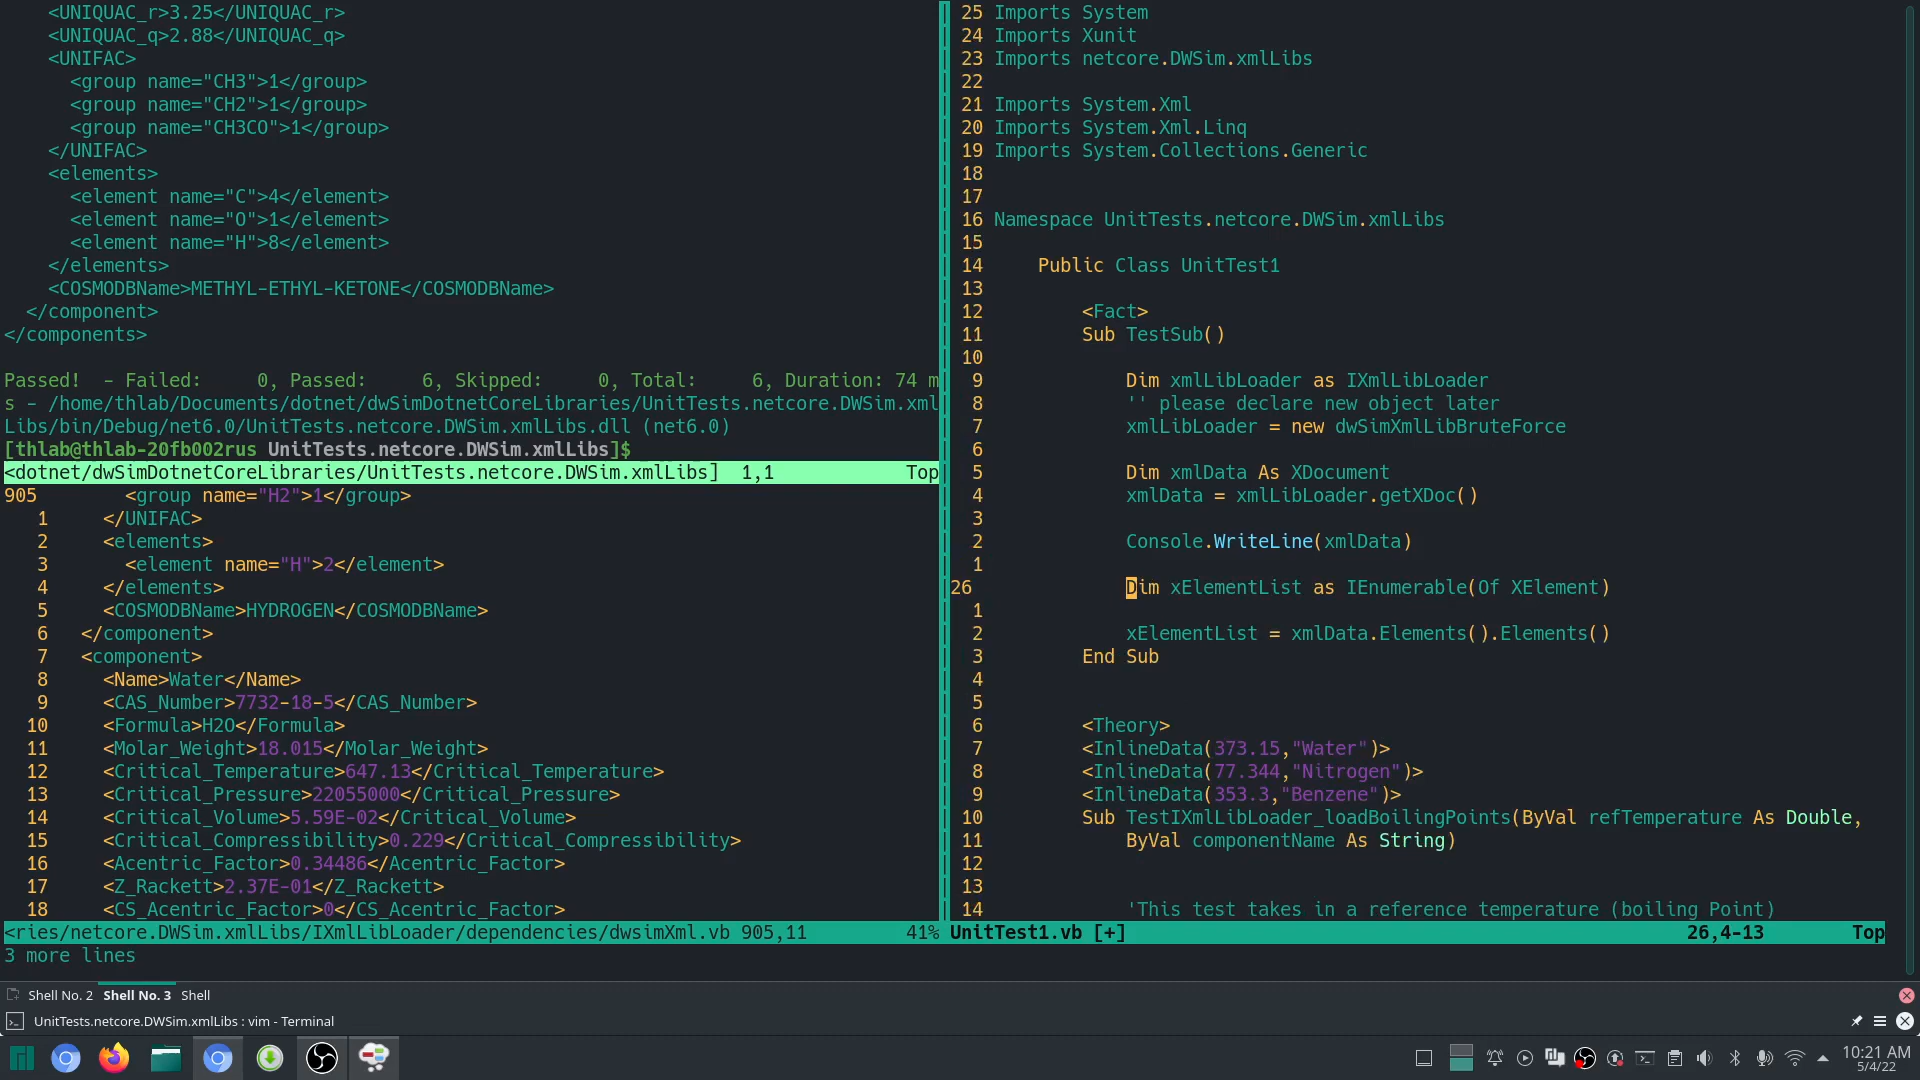 <UNIQUAC_r>3.25</UNIQUAC_r>
    <UNIQUAC_q>2.88</UNIQUAC_q>
    <UNIFAC>
      <group name="CH3">1</group>
      <group name="CH2">1</group>
      <group name="CH3CO">1</group>
    </UNIFAC>
    <elements>
      <element name="C">4</element>
      <element name="O">1</element>
      <element name="H">8</element>
    </elements>
    <COSMODBName>METHYL-ETHYL-KETONE</COSMODBName>
  </component>
</components>
Passed!  - Failed:     0, Passed:     6, Skipped:     0, Total:     6, Duration: 74 m
s - /home/thlab/Documents/dotnet/dwSimDotnetCoreLibraries/UnitTests.netcore.DWSim.xml
Libs/bin/Debug/net6.0/UnitTests.netcore.DWSim.xmlLibs.dll (net6.0)
[thlab@thlab-20fb002rus UnitTests.netcore.DWSim.xmlLibs]$
<dotnet/dwSimDotnetCoreLibraries/UnitTests.netcore.DWSim.xmlLibs]  1,1            Top
905        <group name="H2">1</group>
   1     </UNIFAC>
   2     <elements>
   3       <element name="H">2</element>
   4     </elements>
   5     <COSMODBName>HYDROGEN</COSMODBName>
   6   </component>
   7   <component>
   8     <Name>Water</Name>
   9     <CAS_Number>7732-18-5</CAS_Number>
  10     <Formula>H2O</Formula>
  11     <Molar_Weight>18.015</Molar_Weight>
  12     <Critical_Temperature>647.13</Critical_Temperature>
  13     <Critical_Pressure>22055000</Critical_Pressure>
  14     <Critical_Volume>5.59E-02</Critical_Volume>
  15     <Critical_Compressibility>0.229</Critical_Compressibility>
  16     <Acentric_Factor>0.34486</Acentric_Factor>
  17     <Z_Rackett>2.37E-01</Z_Rackett>
  18     <CS_Acentric_Factor>0</CS_Acentric_Factor>
<ries/netcore.DWSim.xmlLibs/IXmlLibLoader/dependencies/dwsimXml.vb 905,11       41%
3 more lines
25 Imports System
24 Imports Xunit
23 Imports netcore.DWSim.xmlLibs
22
21 Imports System.Xml
20 Imports System.Xml.Linq
19 Imports System.Collections.Generic
18
17
16 Namespace UnitTests.netcore.DWSim.xmlLibs
15
14     Public Class UnitTest1
13
12         <Fact>
11         Sub TestSub()
10
 9             Dim xmlLibLoader as IXmlLibLoader
 8             '' please declare new object later
 7             xmlLibLoader = new dwSimXmlLibBruteForce
 6
 5             Dim xmlData As XDocument
 4             xmlData = xmlLibLoader.getXDoc()
 3
 2             Console.WriteLine(xmlData)
 1
26             Dim xElementList as IEnumerable(Of XElement)
 1
 2             xElementList = xmlData.Elements().Elements()
 3         End Sub
 4
 5
 6         <Theory>
 7         <InlineData(373.15,"Water")>
 8         <InlineData(77.344,"Nitrogen")>
 9         <InlineData(353.3,"Benzene")>
10         Sub TestIXmlLibLoader_loadBoilingPoints(ByVal refTemperature As Double,
11             ByVal componentName As String)
12
13
14             'This test takes in a reference temperature (boiling Point)
UnitTest1.vb [+]                                                   26,4-13        Top
Shell No. 2  Shell No. 3  Shell
UnitTests.netcore.DWSim.xmlLibs : vim - Terminal
10:21 AM
5/4/22